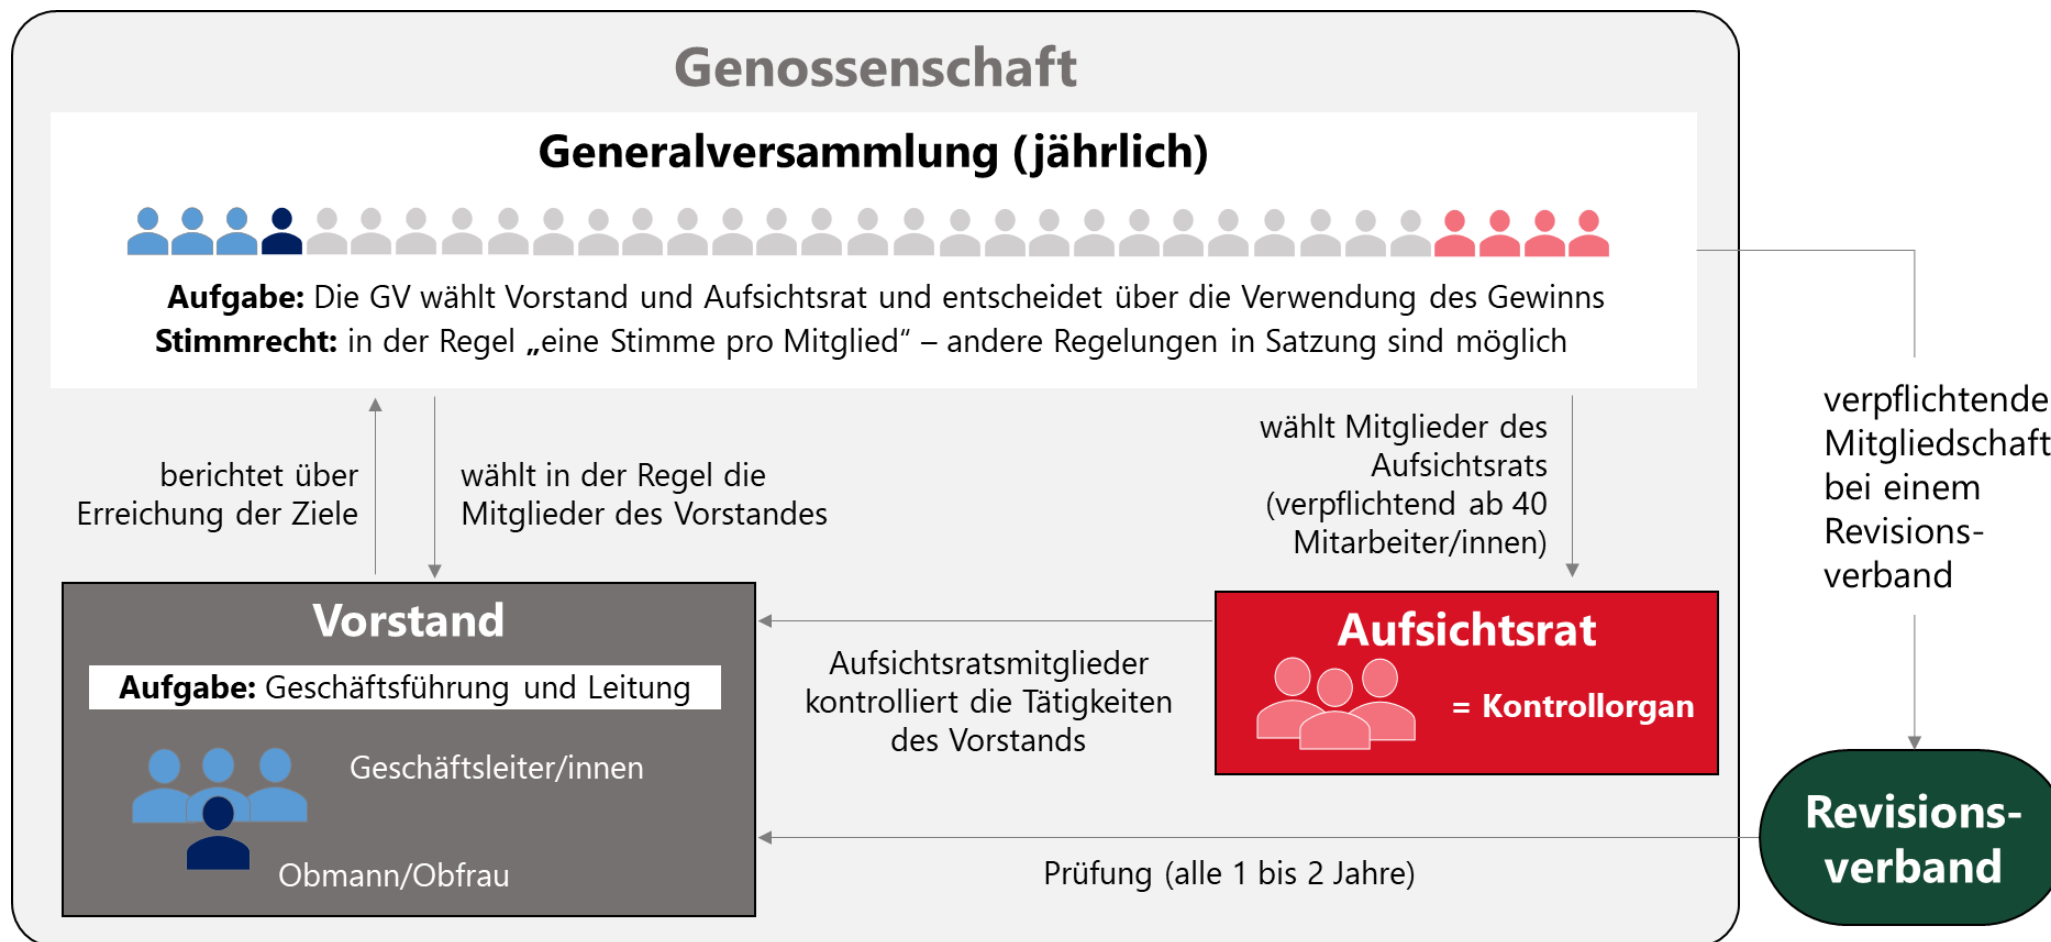 Genossenschaft
Generalversammlung (jährlich)
Aufgabe: Die GV wählt Vorstand und Aufsichtsrat und entscheidet über die Verwendung des Gewinns
Stimmrecht: in der Regel „eine Stimme pro Mitglied“ – andere Regelungen in Satzung sind möglich
berichtet über
Erreichung der Ziele
wählt in der Regel die
Mitglieder des Vorstandes
wählt Mitglieder des
Aufsichtsrats
(verpflichtend ab 40
Mitarbeiter/innen)
verpflichtende
Mitgliedschaft
bei einem
Revisions-
verband
Vorstand
Aufgabe: Geschäftsführung und Leitung
Geschäftsleiter/innen
Obmann/Obfrau
Aufsichtsratsmitglieder
kontrolliert die Tätigkeiten
des Vorstands
Aufsichtsrat
= Kontrollorgan
Prüfung (alle 1 bis 2 Jahre)
Revisions-
verband